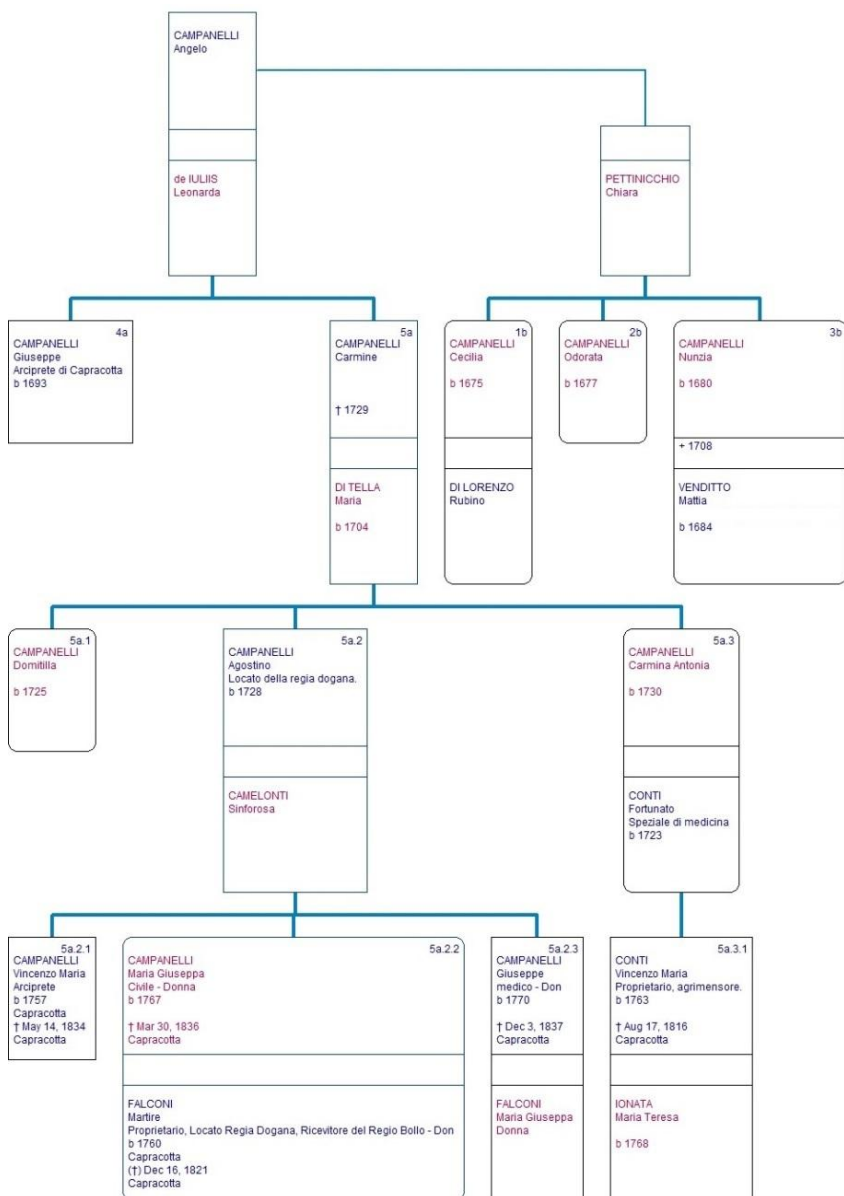 CAMPANELLI
Angelo
de IULIIS
Leonarda
PETTINICCHIO
Chiara
4a
CAMPANELLI
Giuseppe
Arciprete di Capracotta
b 1693
5a
CAMPANELLI
Carmine
† 1729
DI TELLA
Maria
b 1704
1b
CAMPANELLI
Cecilia
b 1675
DI LORENZO
Rubino
2b
CAMPANELLI
Odorata
b 1677
3b
CAMPANELLI
Nunzia
b 1680
+ 1708
VENDITTO
Mattia
b 1684
5a.1
CAMPANELLI
Domitilla
b 1725
5a.2
CAMPANELLI
Agostino
Locato della regia dogana.
b 1728
CAMELONTI
Sinforosa
5a.3
CAMPANELLI
Carmina Antonia
b 1730
CONTI
Fortunato
Speziale di medicina
b 1723
5a.2.1
CAMPANELLI
Vincenzo Maria
Arciprete
b 1757
Capracotta
† May 14, 1834
Capracotta
5a.2.2
CAMPANELLI
Maria Giuseppa
Civile - Donna
b 1767
† Mar 30, 1836
Capracotta
FALCONI
Martire
Proprietario, Locato Regia Dogana, Ricevitore del Regio Bollo - Don
b 1760
Capracotta
(†) Dec 16, 1821
Capracotta
5a.2.3
CAMPANELLI
Giuseppe
medico - Don
b 1770
† Dec 3, 1837
Capracotta
FALCONI
Maria Giuseppa
Donna
5a.3.1
CONTI
Vincenzo Maria
Proprietario, agrimensore.
b 1763
† Aug 17, 1816
Capracotta
IONATA
Maria Teresa
b 1768